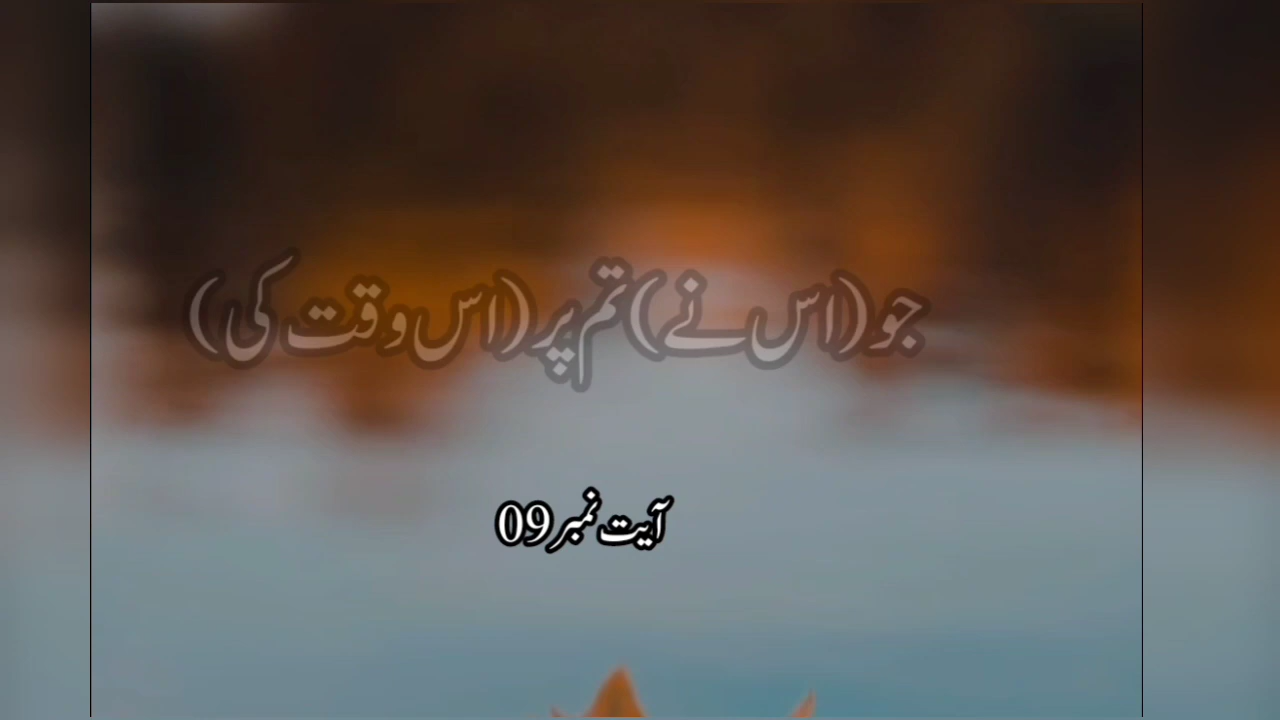 جو (اس نے) تم پر (اس وقت کی)
آیت نمبر 09